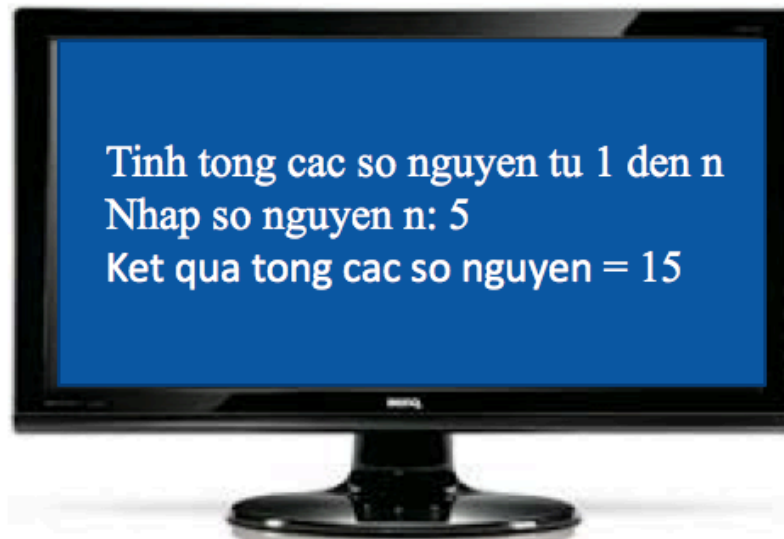 Tinh tong cac so nguyen tu 1 den n
Nhap so nguyen n: 5
Ket qua tong cac so nguyen = 15
BenQ